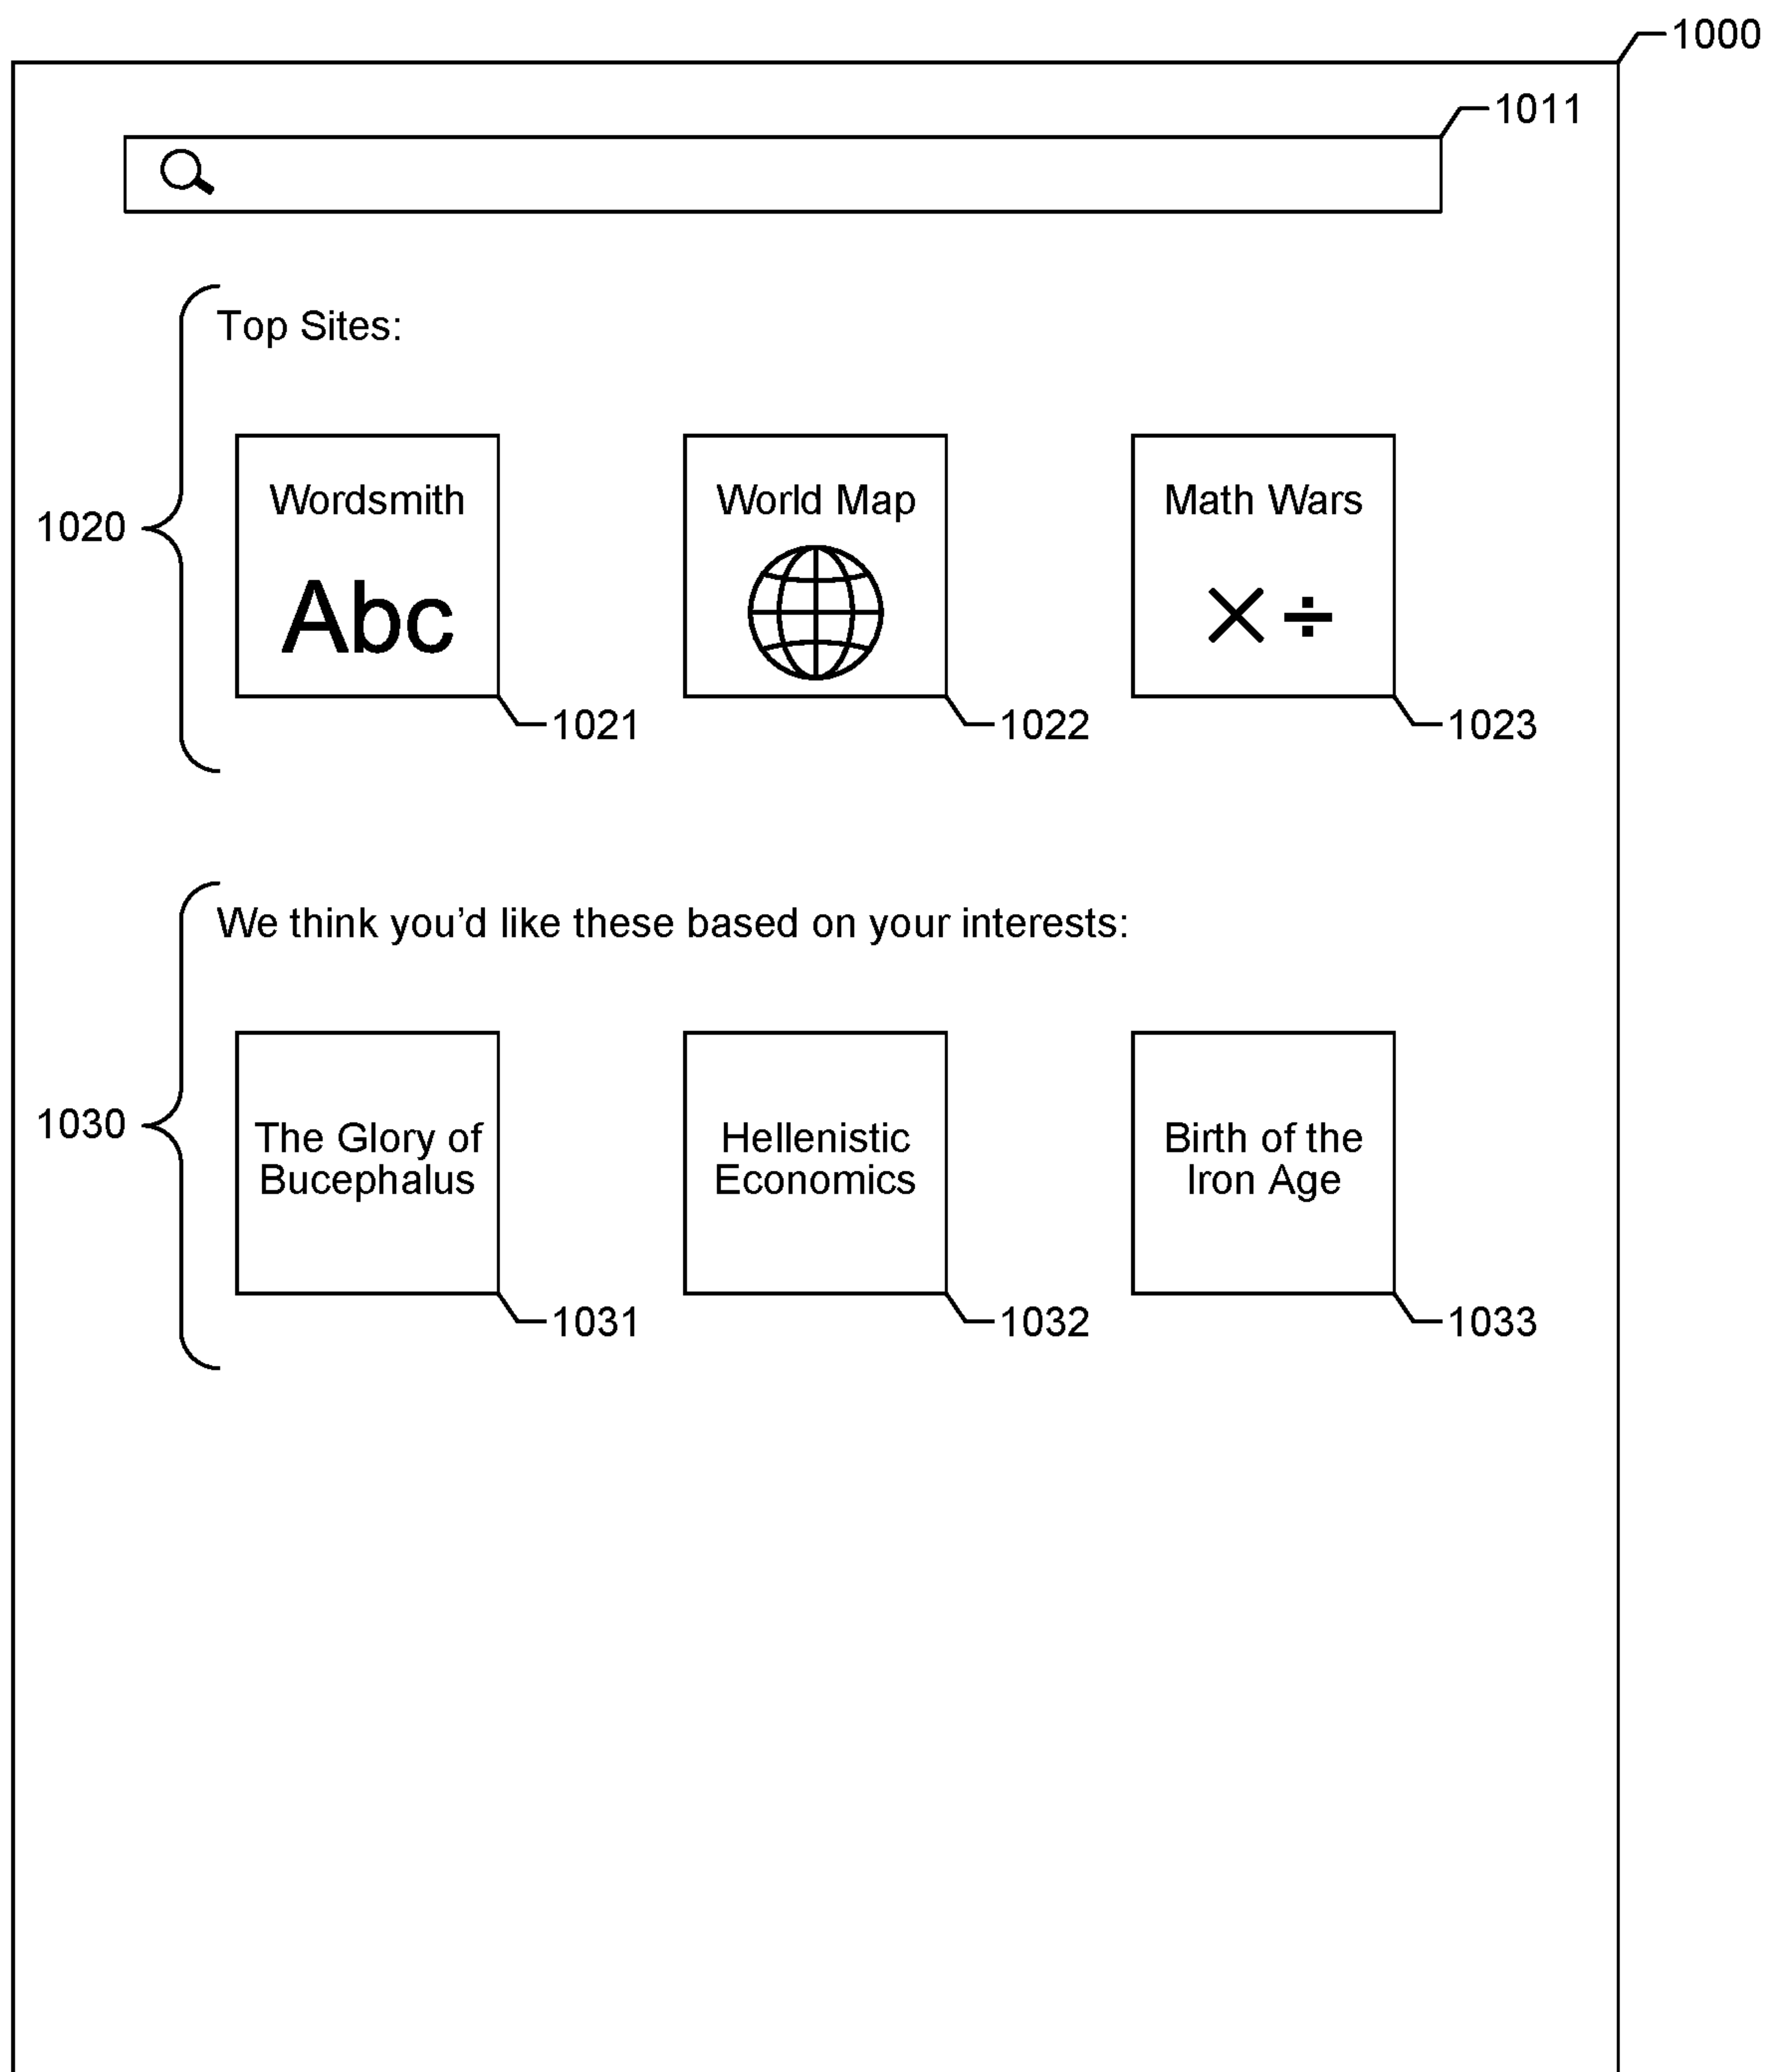 1000
1011
Top Sites:
Wordsmith
World Map
Math Wars
1020
Abc
×÷
1021
1022
1023
We think you'd like these based on your interests:
1030
The Glory of
Bucephalus
Hellenistic
Economics
Birth of the
Iron Age
1031
1032
1033